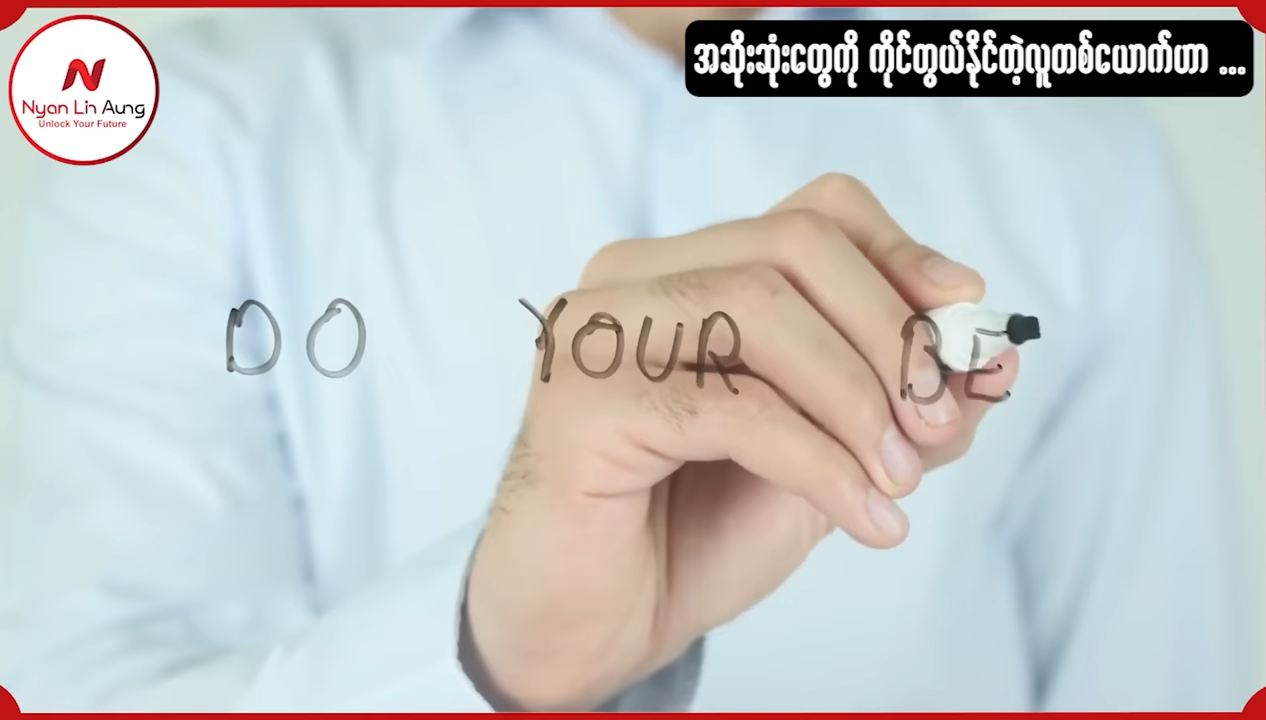 အဆိုးဆုံးတွေကို ကိုင်တွယ်နိုင်တဲ့လူတစ်ယောက်ဟာ ...
N
Nyan Lin Aung
Unlock Your Future
DO YOUR BE